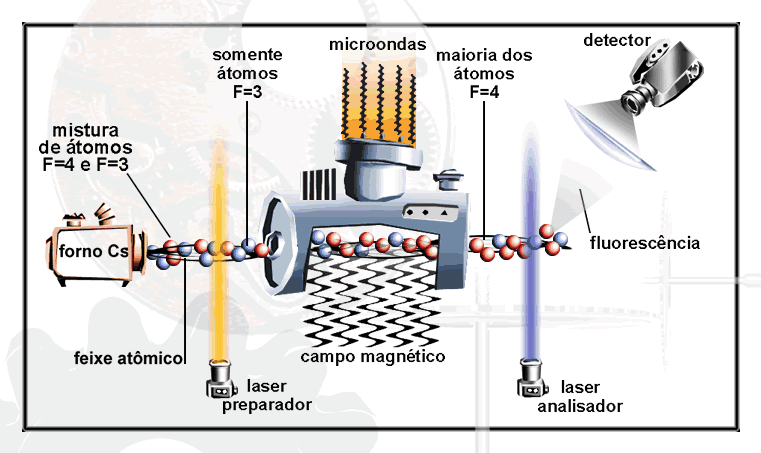 microondas
somente
átomos
F=3
maioria dos
átomos
F=4
detector
mistura
de átomos
F=4 e F=3
forno Cs
fluorescência
feixe atômico
campo magnético
laser
preparador
laser
analisador